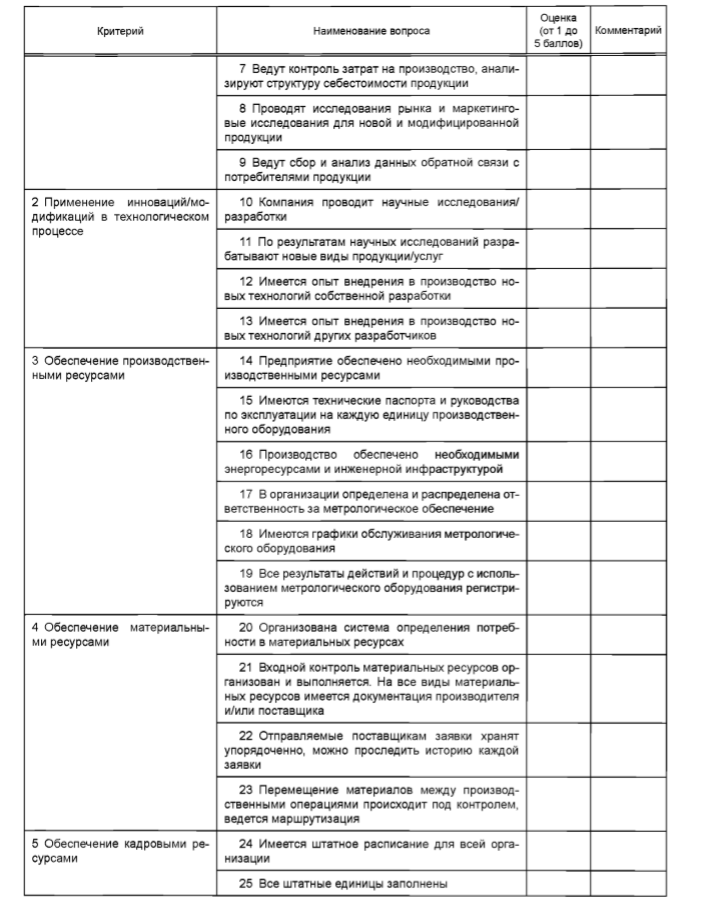 Критерий
Наименование вопроса
Оценка
(от 1 до
5 баллов)
Комментарий
7 Ведут контроль затрат на производство, анали-
зируют структуру себестоимости продукции
8 Проводят исследования рынка и маркетинго-
вые исследования для новой и модифицированной
продукции
9 Ведут сбор и анализ данных обратной связи с
потребителями продукции
2 Применение инноваций/мо-
дификаций в технологическом
процессе
10 Компания проводит научные исследования/
разработки
11 По результатам научных исследований разра-
батывают новые виды продукции/услуг
12 Имеется опыт внедрения в производство но-
вых технологий собственной разработки
13 Имеется опыт внедрения в производство но-
вых технологий других разработчиков
3 Обеспечение производствен-
ными ресурсами
14 Предприятие обеспечено необходимыми про-
изводственными ресурсами
15 Имеются технические паспорта и руководства
по эксплуатации на каждую единицу производствен-
ного оборудования
16 Производство обеспечено необходимыми
энергоресурсами и инженерной инфраструктурой
17 В организации определена и распределена от-
ветственность за метрологическое обеспечение
18 Имеются графики обслуживания метрологиче-
ского оборудования
19 Все результаты действий и процедур с исполь-
зованием метрологического оборудования регистри-
руются
4 Обеспечение материальны-
ми ресурсами
20 Организована система определения потреб-
ности в материальных ресурсах
21 Входной контроль материальных ресурсов ор-
ганизован и выполняется. На все виды материаль-
ных ресурсов имеется документация производителя
и/или поставщика
22 Отправляемые поставщикам заявки хранят
упорядоченно, можно проследить историю каждой
заявки
23 Перемещение материалов между производ-
ственными операциями происходит под контролем,
ведется маршрутизация
5 Обеспечение кадровыми ре-
сурсами
24 Имеется штатное расписание для всей орга-
низации
25 Все штатные единицы заполнены